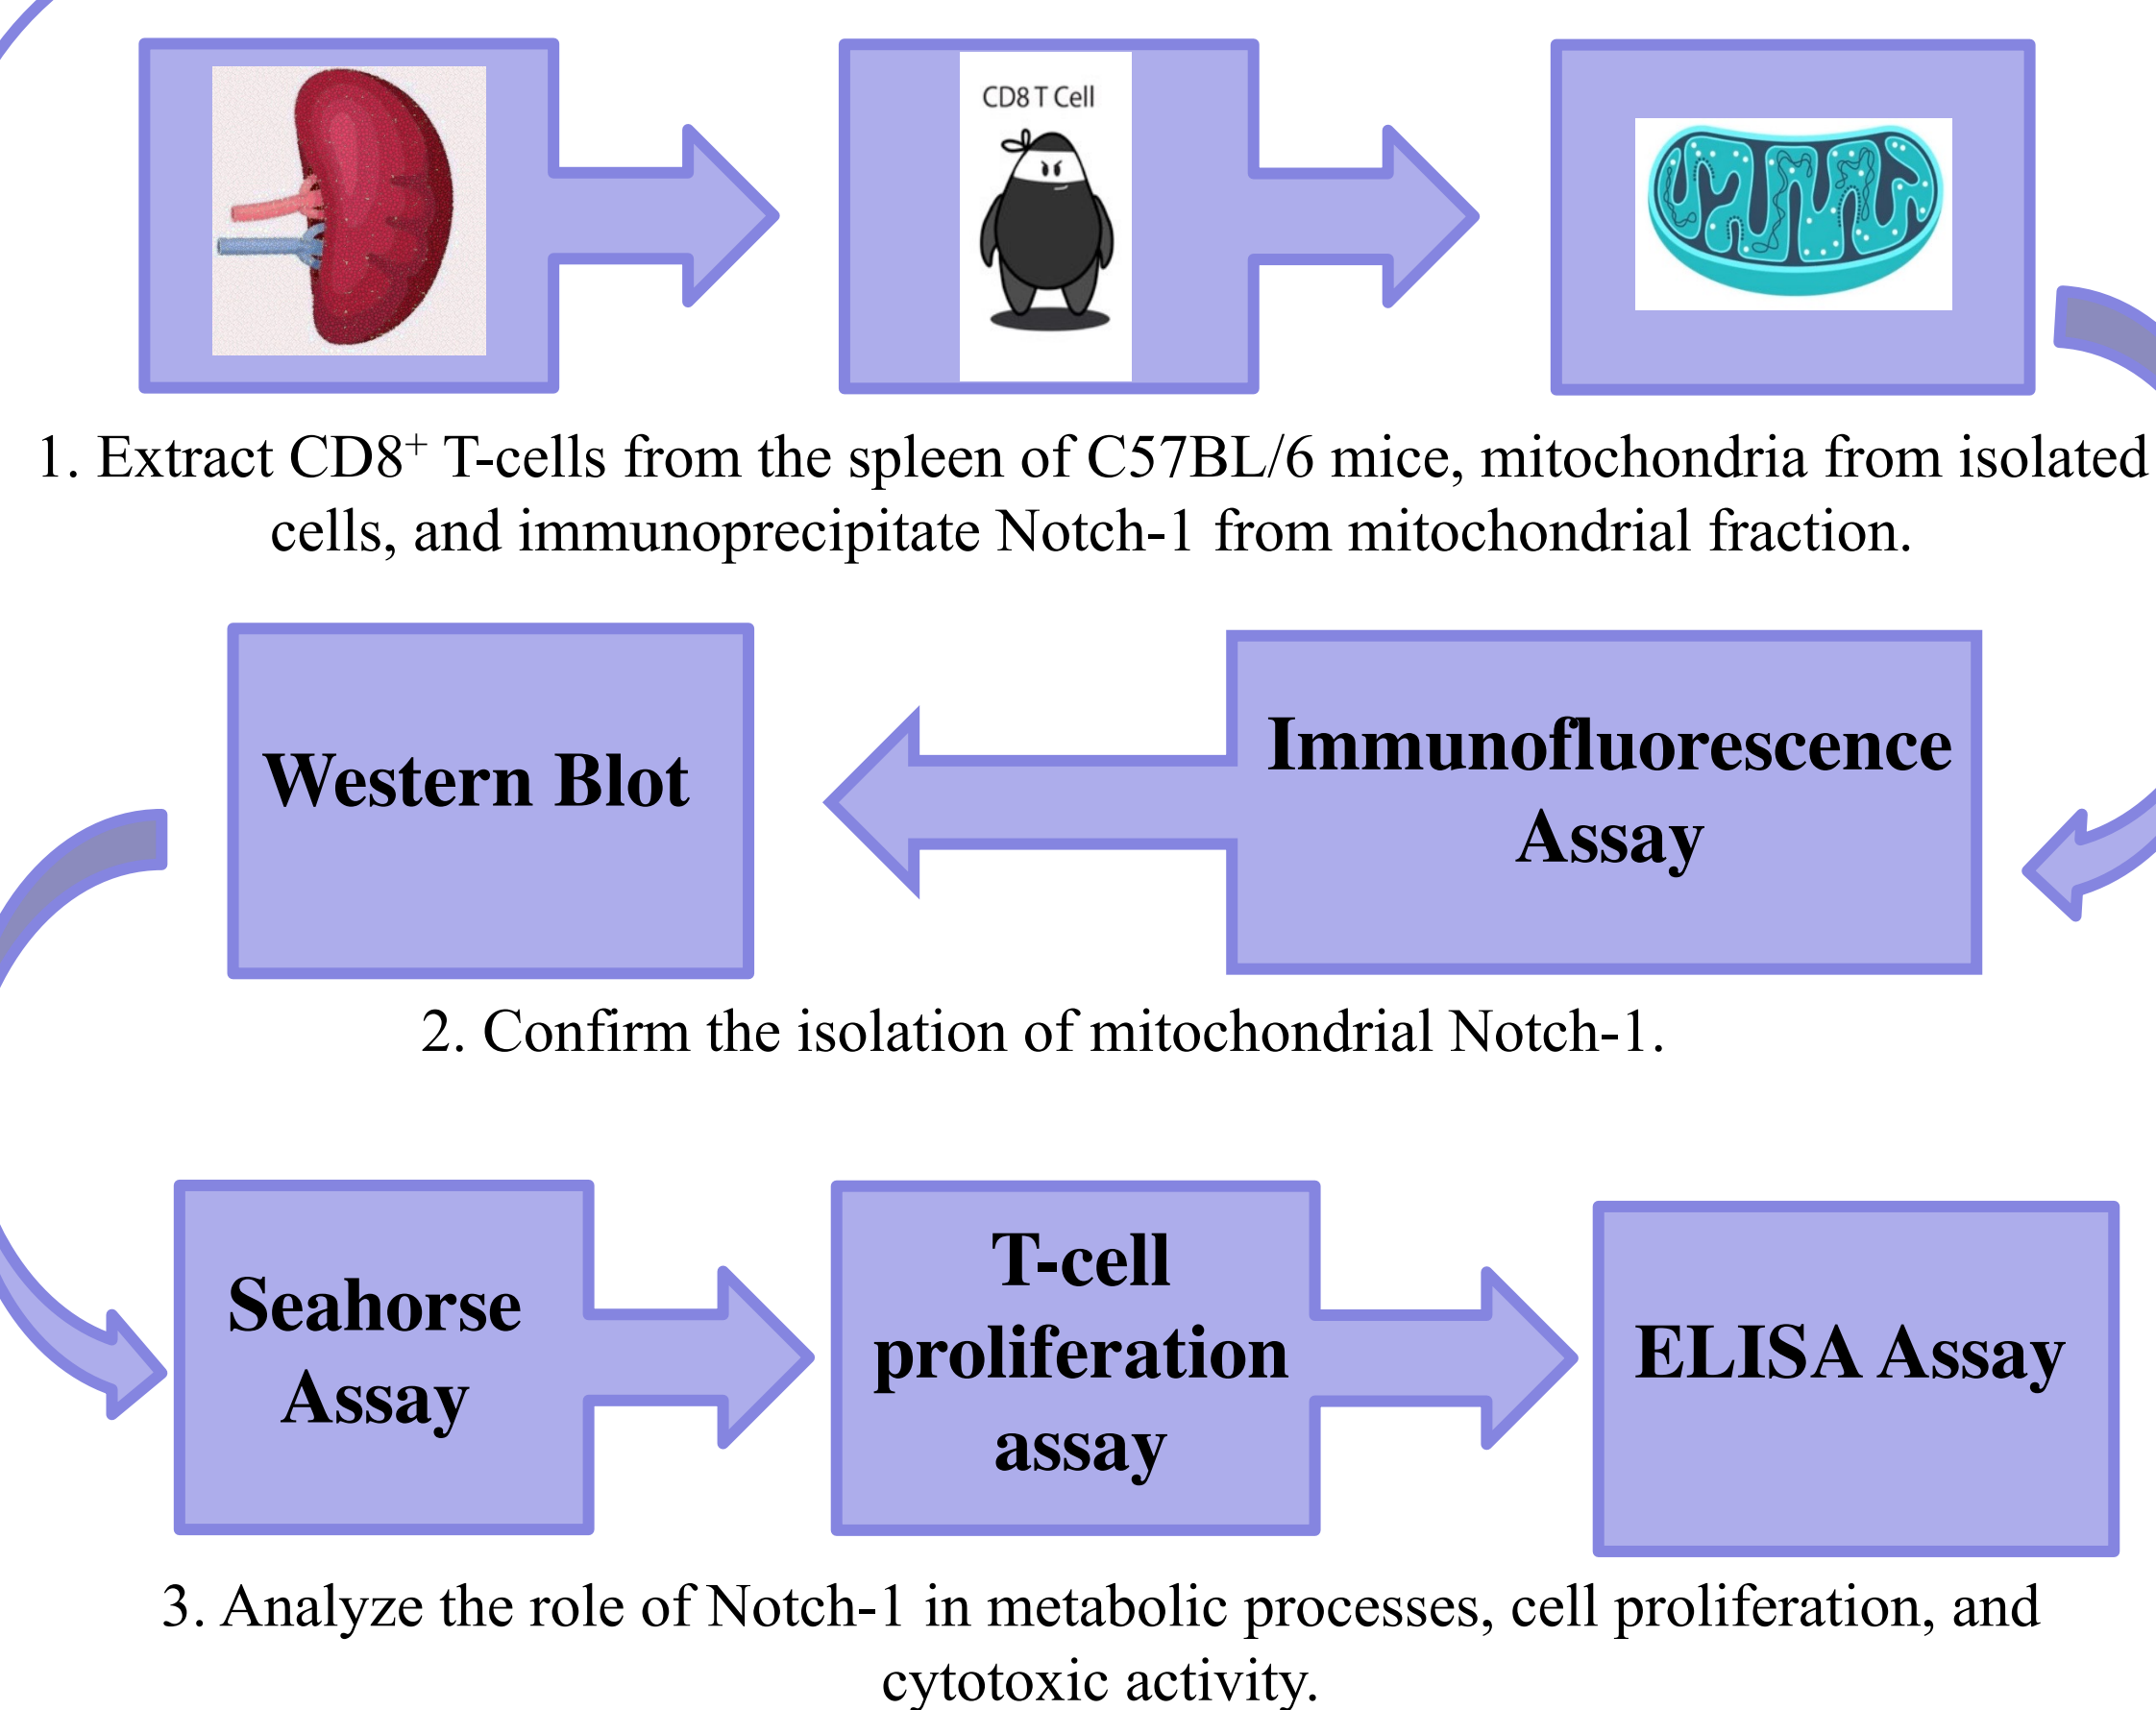 CD8 T Cell
1. Extract CD8⁺ T-cells from the spleen of C57BL/6 mice, mitochondria from isolated
cells, and immunoprecipitate Notch-1 from mitochondrial fraction.
Western Blot
Immunofluorescence
Assay
2. Confirm the isolation of mitochondrial Notch-1.
Seahorse
Assay
T-cell
proliferation
assay
ELISA Assay
3. Analyze the role of Notch-1 in metabolic processes, cell proliferation, and
cytotoxic activity.